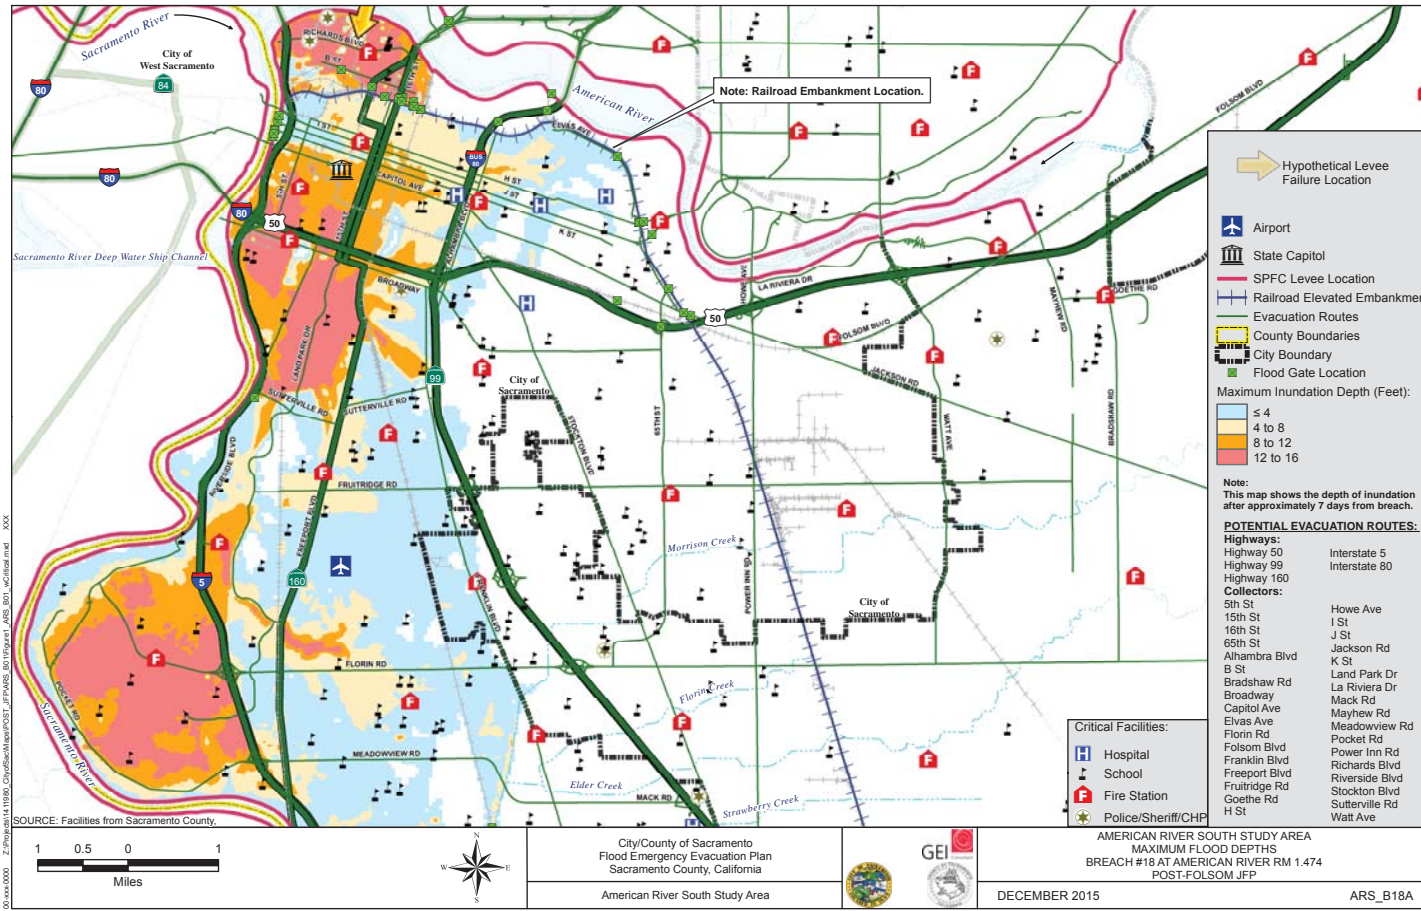 Sacramento River
City of
West Sacramento
84
80
80
80
RICHARDS BLVD
B ST
16TH ST
American River
Note: Railroad Embankment Location.
ELVAS AVE
I ST
BUS
80
CAPITOL AVE
H ST
J ST
K ST
5TH ST
15TH ST
ALHAMBRA BLVD
50
Sacramento River Deep Water Ship Channel
BROADWAY
LAND PARK DR
SUTTERVILLE RD
SUTTERVILLE RD
99
City of
Sacramento
STOCKTON BLVD
65TH ST
HOWE AVE
LA RIVIERA DR
50
FOLSOM BLVD
FOLSOM BLVD
JACKSON RD
WATT AVE
MAYHEW RD
GOETHE RD
BRADSHAW RD
RIVERSIDE BLVD
FRUITRIDGE RD
FREEPORT BLVD
160
5
FRANKLIN BLVD
Morrison Creek
POWER INN RD
City of
Sacramento
FLORIN RD
Florin Creek
POCKET RD
Sacramento River
MEADOWVIEW RD
Elder Creek
MACK RD
Strawberry Creek
SOURCE: Facilities from Sacramento County,
Hypothetical Levee
Failure Location
Airport
State Capitol
SPFC Levee Location
Railroad Elevated Embankmen
Evacuation Routes
County Boundaries
City Boundary
Flood Gate Location
Maximum Inundation Depth (Feet):
≤ 4
4 to 8
8 to 12
12 to 16
Note:
This map shows the depth of inundation
after approximately 7 days from breach.
POTENTIAL EVACUATION ROUTES:
Highways:
Highway 50
Highway 99
Highway 160
Interstate 5
Interstate 80
Collectors:
5th St
15th St
16th St
65th St
Alhambra Blvd
B St
Bradshaw Rd
Broadway
Capitol Ave
Elvas Ave
Florin Rd
Folsom Blvd
Franklin Blvd
Freeport Blvd
Fruitridge Rd
Goethe Rd
H St
Howe Ave
I St
J St
Jackson Rd
K St
Land Park Dr
La Riviera Dr
Mack Rd
Mayhew Rd
Meadowview Rd
Pocket Rd
Power Inn Rd
Richards Blvd
Riverside Blvd
Stockton Blvd
Sutterville Rd
Watt Ave
Critical Facilities:
Hospital
School
Fire Station
Police/Sheriff/CHP
1 0.5 0 1
Miles
N
W E
S
City/County of Sacramento
Flood Emergency Evacuation Plan
Sacramento County, California
American River South Study Area
GEI
AMERICAN RIVER SOUTH STUDY AREA
MAXIMUM FLOOD DEPTHS
BREACH #18 AT AMERICAN RIVER RM 1.474
POST-FOLSOM JFP
DECEMBER 2015
ARS_B18A